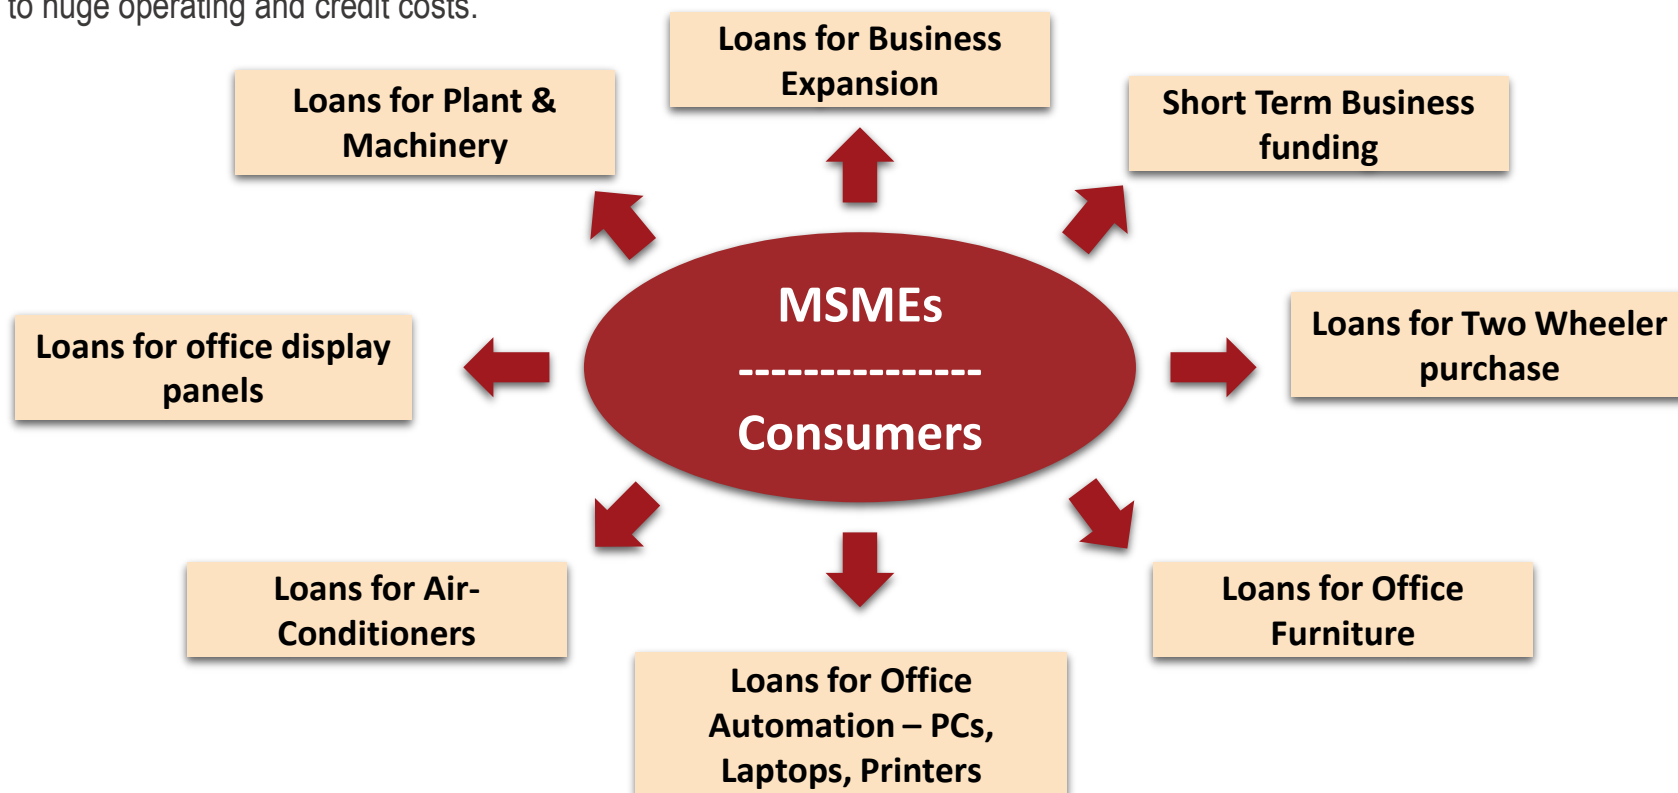 to huge operating and credit costs.
Loans for Business
Expansion
Loans for Plant &
Machinery
Short Term Business
funding
MSMEs
---------------
Consumers
Loans for office display
panels
Loans for Two Wheeler
purchase
Loans for Air-
Conditioners
Loans for Office
Furniture
Loans for Office
Automation – PCs,
Laptops, Printers